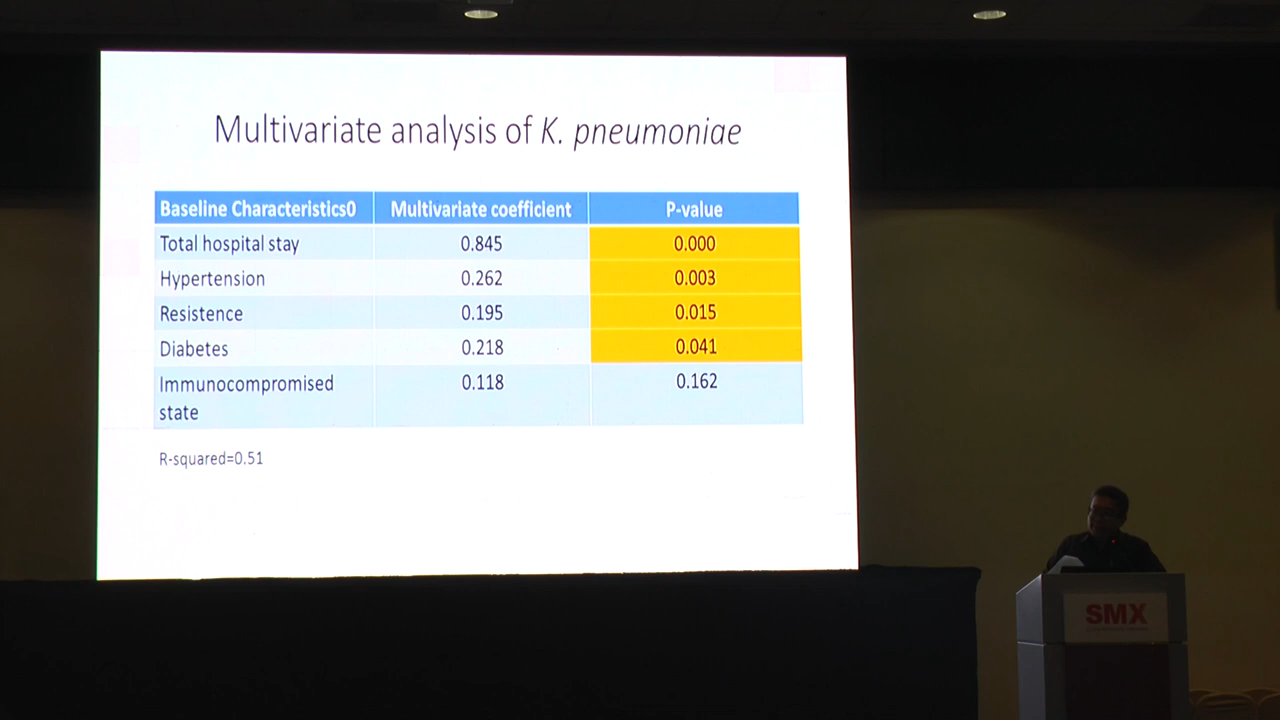 Multivariate analysis of K. pneumoniae
Baseline Characteristics0 Multivariate coefficient P-value
Total hospital stay 0.845 0.000
Hypertension 0.262 0.003
Resistence 0.195 0.015
Diabetes 0.218 0.041
Immunocompromised 0.118 0.162
state
R-squared=0.51
SMX